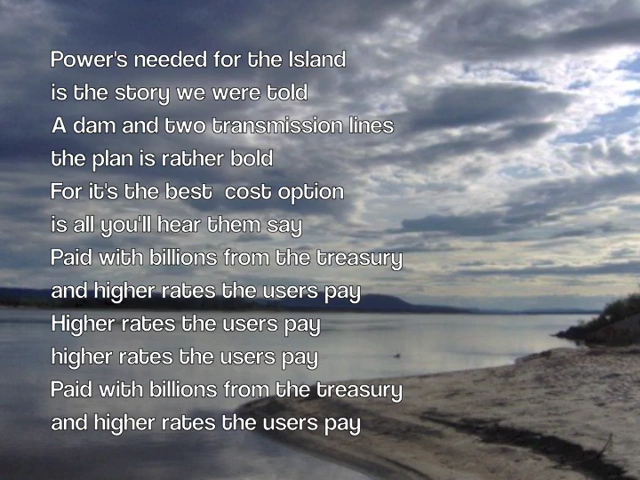 Power's needed for the Island
is the story we were told
A dam and two transmission lines
the plan is rather bold
For it's the best  cost option
is all you'll hear them say
Paid with billions from the treasury
and higher rates the users pay
Higher rates the users pay
higher rates the users pay
Paid with billions from the treasury
and higher rates the users pay